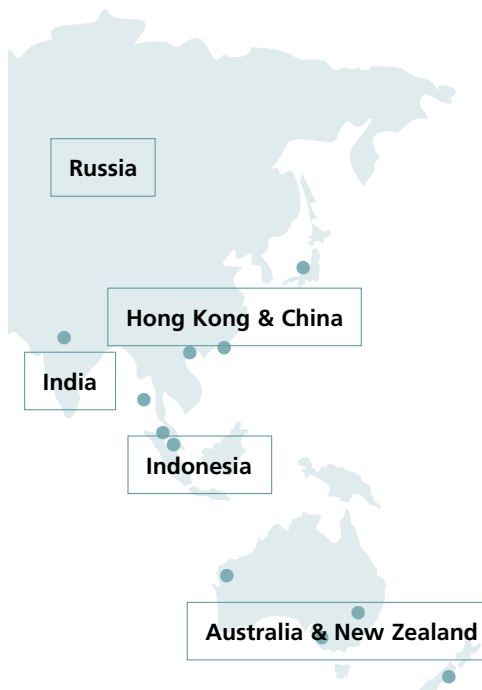 Russia
Hong Kong & China
India
Indonesia
Australia & New Zealand